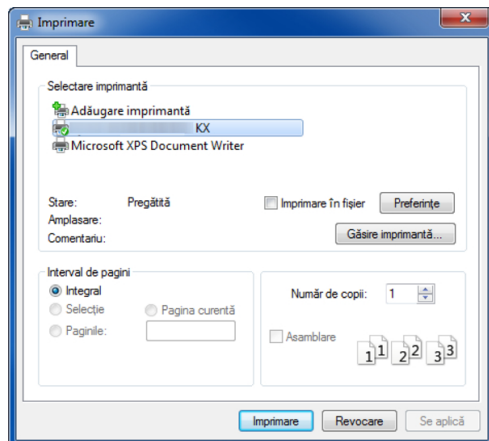 Imprimare
General
Selectare imprimantă
Adăugare imprimantă
KX
Microsoft XPS Document Writer
Stare: Pregătită
Imprimare în fișier
Preferințe
Amplasare:
Comentariu:
Găsire imprimantă...
Interval de pagini
Integral
Selecție
Pagina curentă
Paginile:
Număr de copii: 1
Asamblare
1 1 2 2 3 3
Imprimare
Revocare
Se aplică